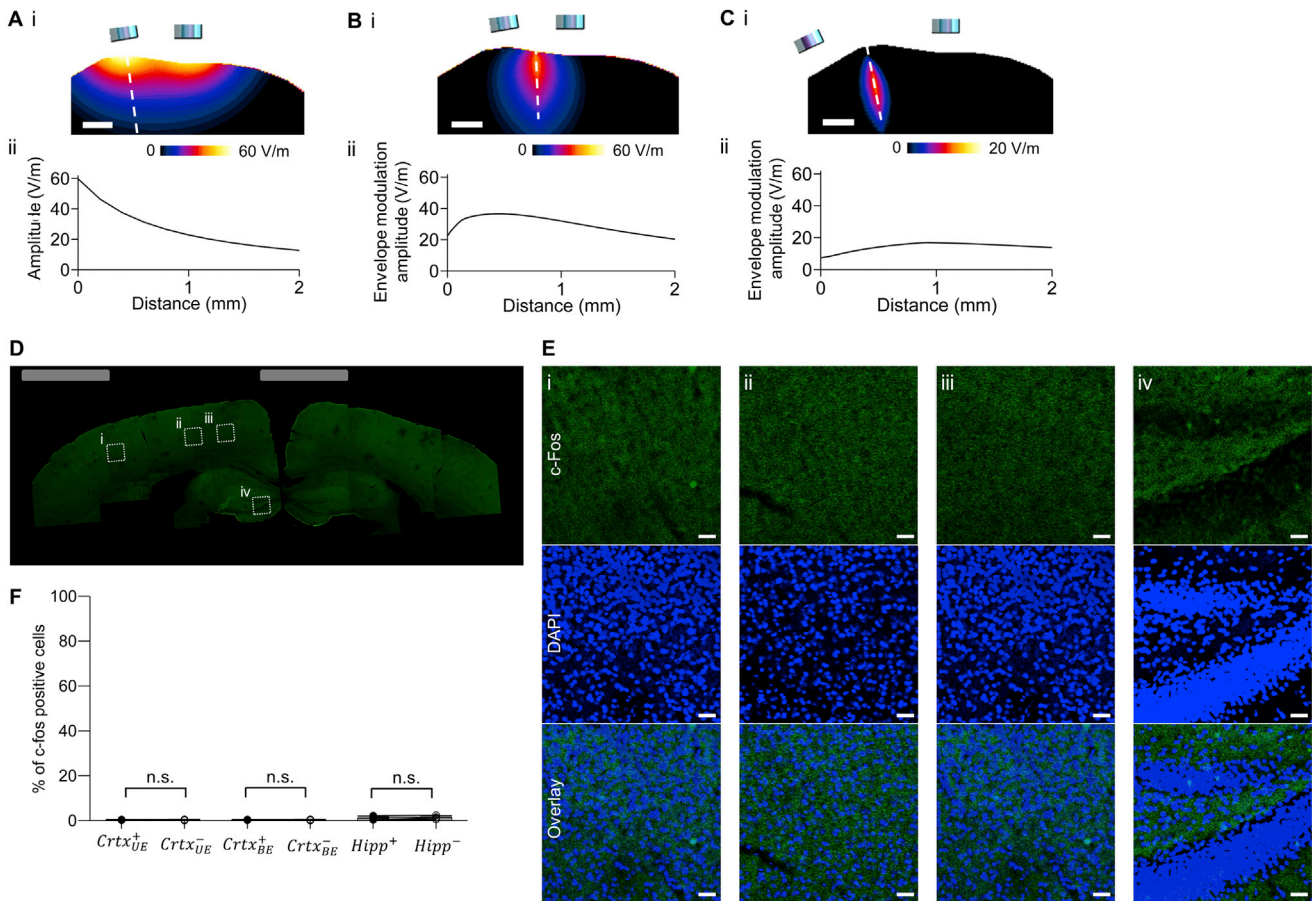 A i
B i
C i
ii
0 60 V/m
ii
0 60 V/m
ii
0 20 V/m
Amplitude (V/m)
60
40
20
0
0 1 2
Distance (mm)
Envelope modulation
amplitude (V/m)
60
40
20
0
0 1 2
Distance (mm)
Envelope modulation
amplitude (V/m)
60
40
20
0
0 1 2
Distance (mm)
D
i
ii
iii
iv
E
i
ii
iii
iv
c-Fos
DAPI
Overlay
F
% of c-fos positive cells
100
80
60
40
20
0
n.s.
n.s.
n.s.
Crtx⁺UE Crtx⁻UE Crtx⁺BE Crtx⁻BE Hipp⁺ Hipp⁻